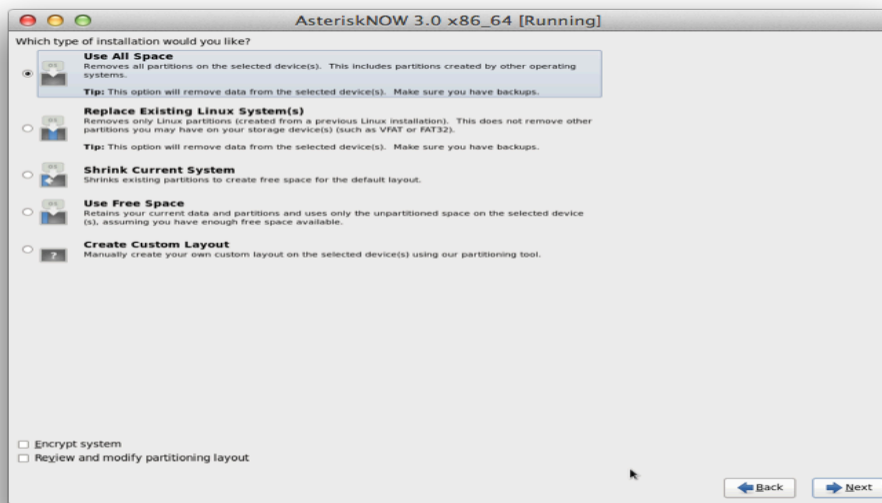 AsteriskNOW 3.0 x86_64 [Running]
Which type of installation would you like?
Use All Space
Removes all partitions on the selected device(s). This includes partitions created by other operating
systems.
Tip: This option will remove data from the selected device(s). Make sure you have backups.
Replace Existing Linux System(s)
Removes only Linux partitions (created from a previous Linux installation). This does not remove other
partitions you may have on your storage device(s) (such as VFAT or FAT32).
Tip: This option will remove data from the selected device(s). Make sure you have backups.
Shrink Current System
Shrinks existing partitions to create free space for the default layout.
Use Free Space
Retains your current data and partitions and uses only the unpartitioned space on the selected device
(s), assuming you have enough free space available.
Create Custom Layout
Manually create your own custom layout on the selected device(s) using our partitioning tool.
Encrypt system
Review and modify partitioning layout
Back
Next